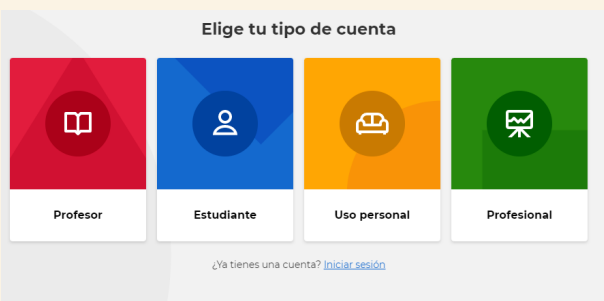 Elige tu tipo de cuenta
Profesor
Estudiante
Uso personal
Profesional
¿Ya tienes una cuenta? Iniciar sesión